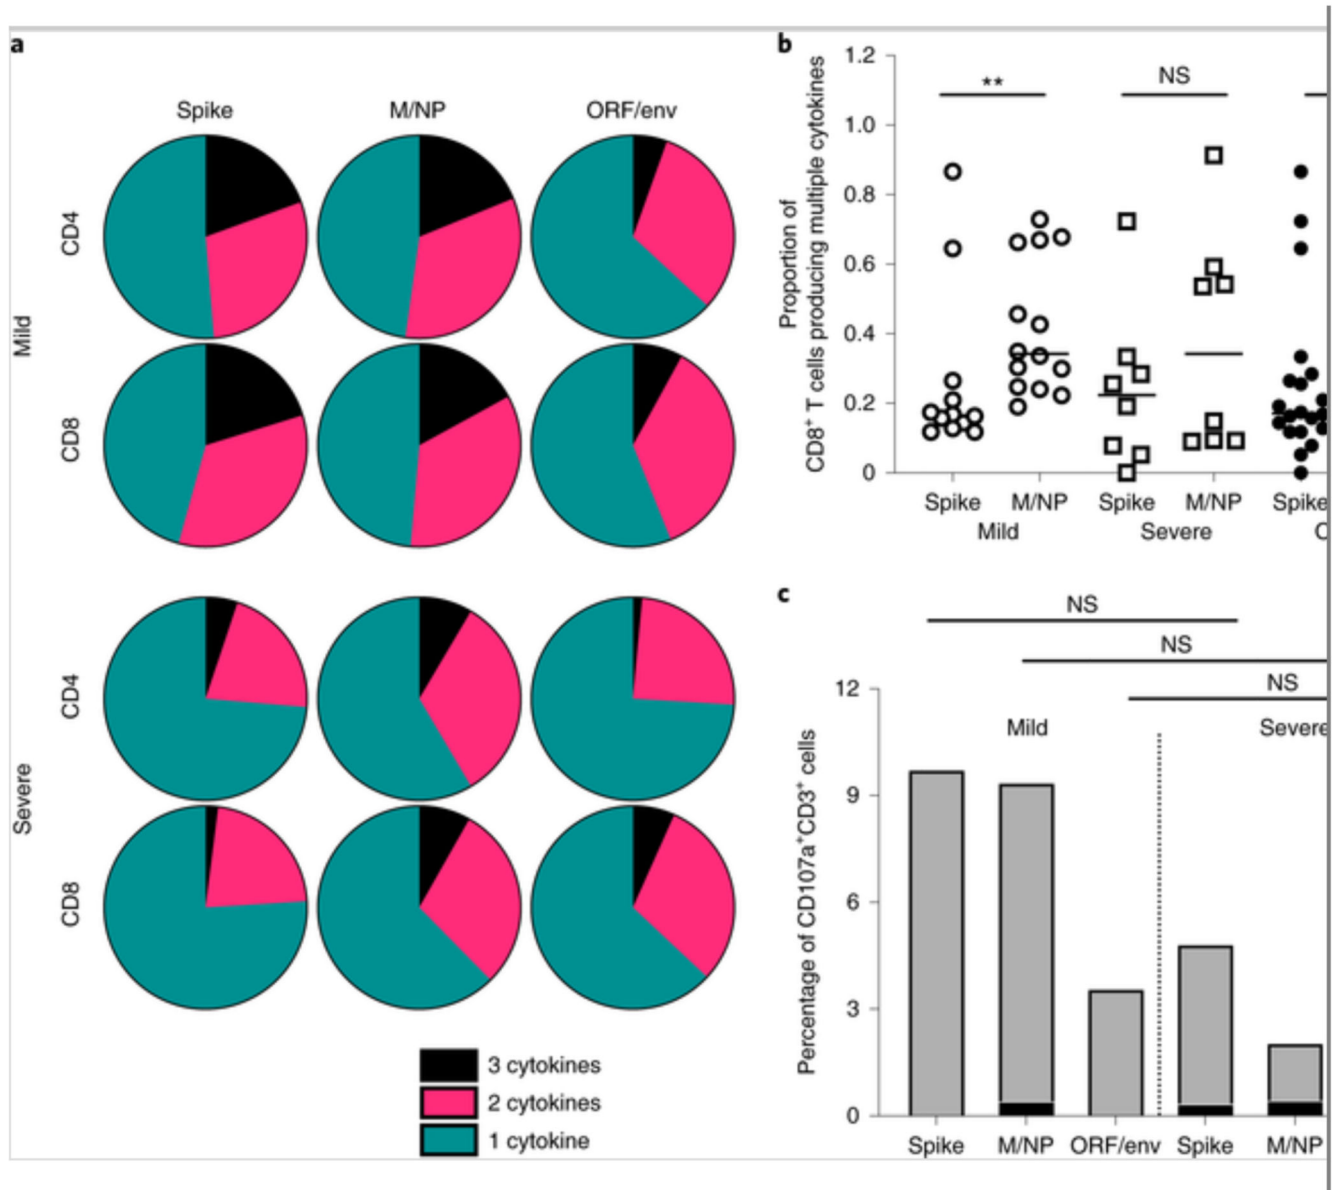 a
Spike M/NP ORF/env
Mild
CD4
CD8
Severe
CD4
CD8
3 cytokines
2 cytokines
1 cytokine
b
Proportion of
CD8⁺ T cells producing multiple cytokines
1.2
1.0
0.8
0.6
0.4
0.2
0
** NS
Spike M/NP Spike M/NP Spike
Mild Severe C
c
NS
NS
NS
Mild Severe
Percentage of CD107a⁺CD3⁺ cells
12
9
6
3
0
Spike M/NP ORF/env Spike M/NP